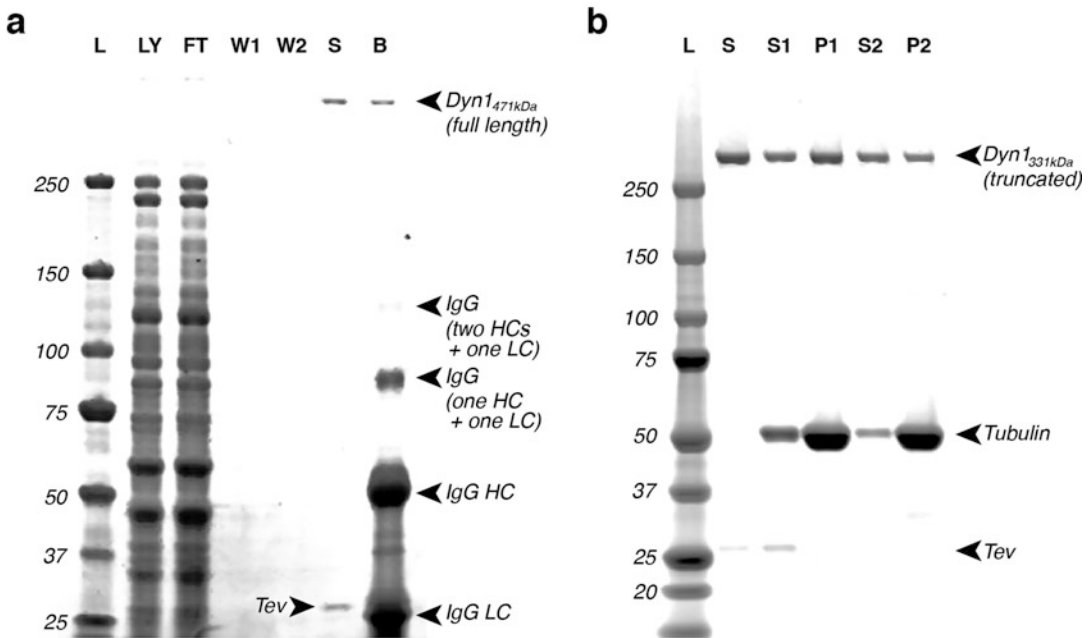 a
L LY FT W1 W2 S B
Dyn1471kDa
(full length)
250
150
100
75
50
37
25
IgG
(two HCs
+ one LC)
IgG
(one HC
+ one LC)
IgG HC
Tev
IgG LC
b
L S S1 P1 S2 P2
Dyn1331kDa
(truncated)
250
150
100
75
50
37
25
20
Tubulin
Tev